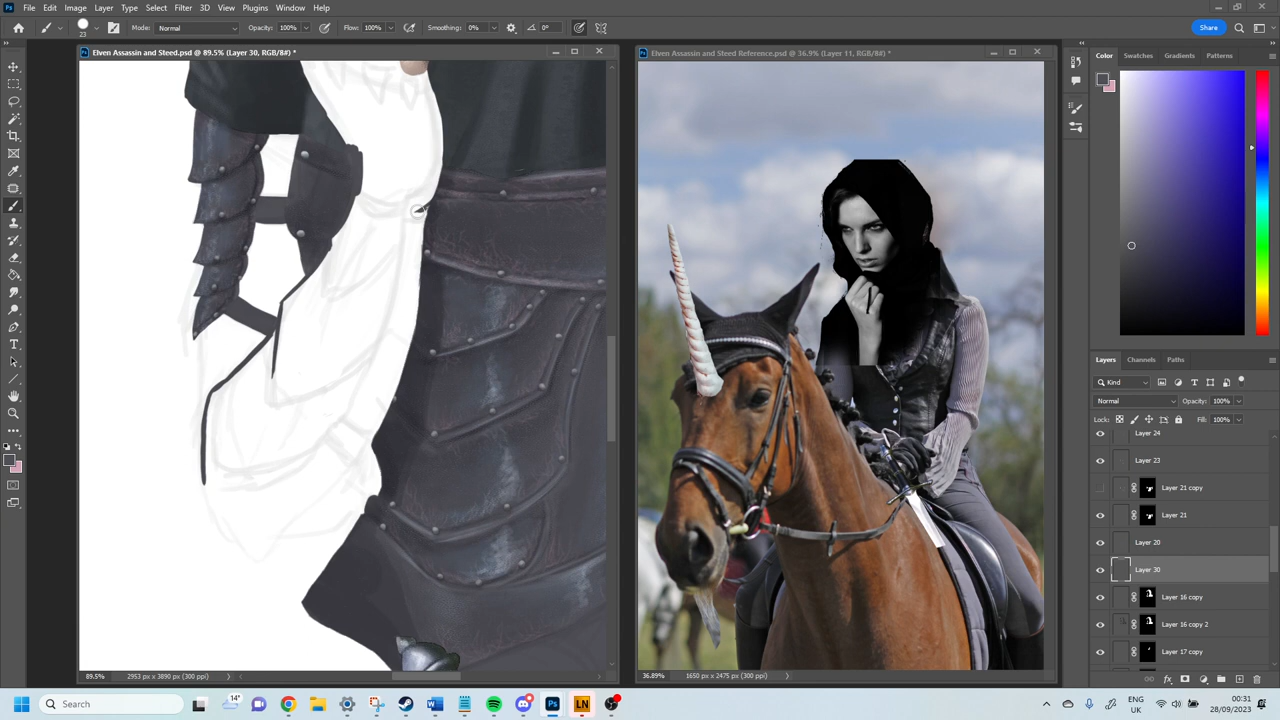 File Edit Image Layer Type Select Filter 3D View Plugins Window Help
23 Mode: Normal Opacity: 100% Flow: 100% Smoothing: 0% 0° Share
Elven Assassin and Steed.psd @ 89.5% (Layer 30, RGB/8#) *
Elven Assassin and Steed Reference.psd @ 36.9% (Layer 11, RGB/8#) *
Color Swatches Gradients Patterns
Layers Channels Paths
Kind
Normal Opacity: 100%
Lock: Fill: 100%
Layer 24
Layer 23
Layer 21 copy
Layer 21
Layer 20
Layer 30
Layer 16 copy
Layer 16 copy 2
Layer 17 copy
89.5% 2953 px x 3890 px (300 ppi)
36.89% 1650 px x 2475 px (300 ppi)
Search
14°
LN
ENG
UK
00:31
28/09/2023